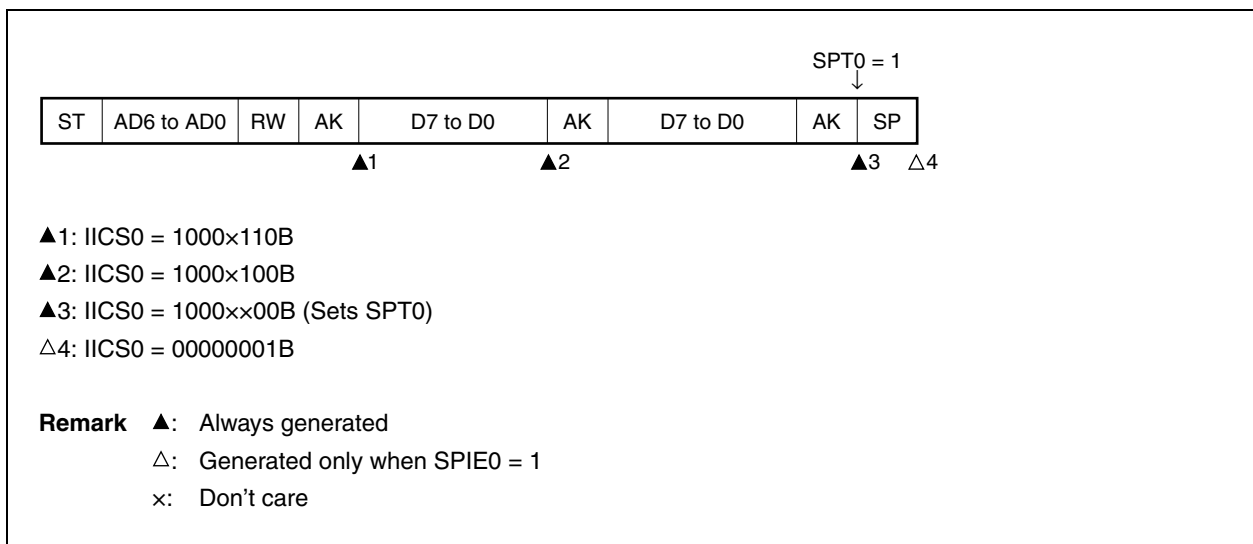 SPT0 = 1
↓
ST AD6 to AD0 RW AK D7 to D0 AK D7 to D0 AK SP
▲1 ▲2 ▲3 △4
▲1: IICS0 = 1000×110B
▲2: IICS0 = 1000×100B
▲3: IICS0 = 1000××00B (Sets SPT0)
△4: IICS0 = 00000001B
Remark ▲: Always generated
△: Generated only when SPIE0 = 1
×: Don't care